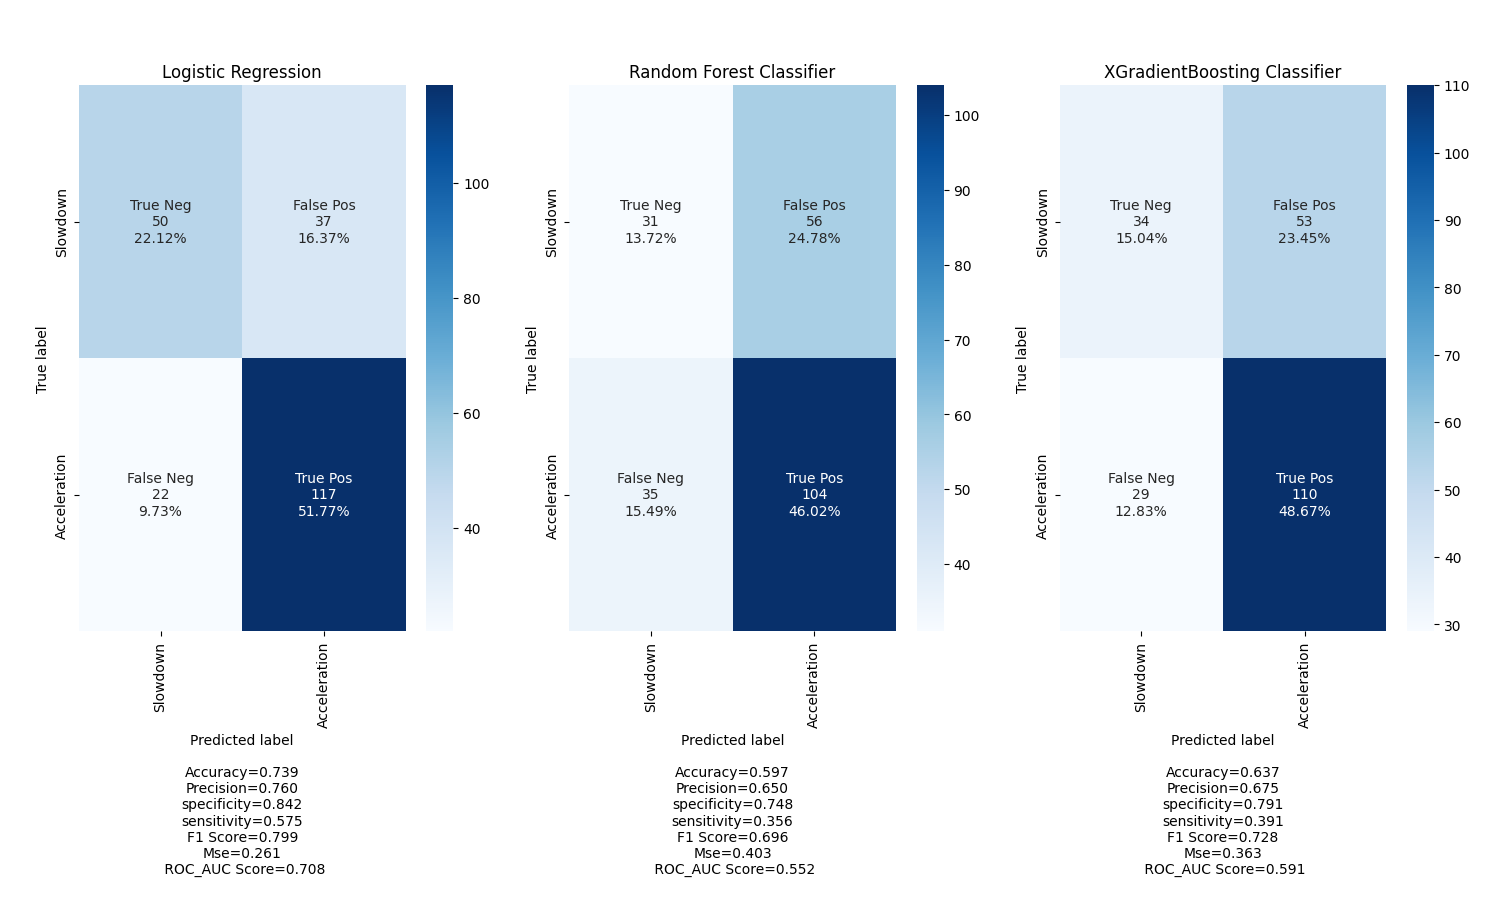 Logistic Regression
True Neg
50
22.12%
False Pos
37
16.37%
False Neg
22
9.73%
True Pos
117
51.77%
Slowdown
Acceleration
True label
Slowdown
Acceleration
Predicted label
100
80
60
40
Accuracy=0.739
Precision=0.760
specificity=0.842
sensitivity=0.575
F1 Score=0.799
Mse=0.261
ROC_AUC Score=0.708
Random Forest Classifier
True Neg
31
13.72%
False Pos
56
24.78%
False Neg
35
15.49%
True Pos
104
46.02%
Slowdown
Acceleration
True label
Slowdown
Acceleration
Predicted label
100
90
80
70
60
50
40
Accuracy=0.597
Precision=0.650
specificity=0.748
sensitivity=0.356
F1 Score=0.696
Mse=0.403
ROC_AUC Score=0.552
XGradientBoosting Classifier
True Neg
34
15.04%
False Pos
53
23.45%
False Neg
29
12.83%
True Pos
110
48.67%
Slowdown
Acceleration
True label
Slowdown
Acceleration
Predicted label
110
100
90
80
70
60
50
40
30
Accuracy=0.637
Precision=0.675
specificity=0.791
sensitivity=0.391
F1 Score=0.728
Mse=0.363
ROC_AUC Score=0.591